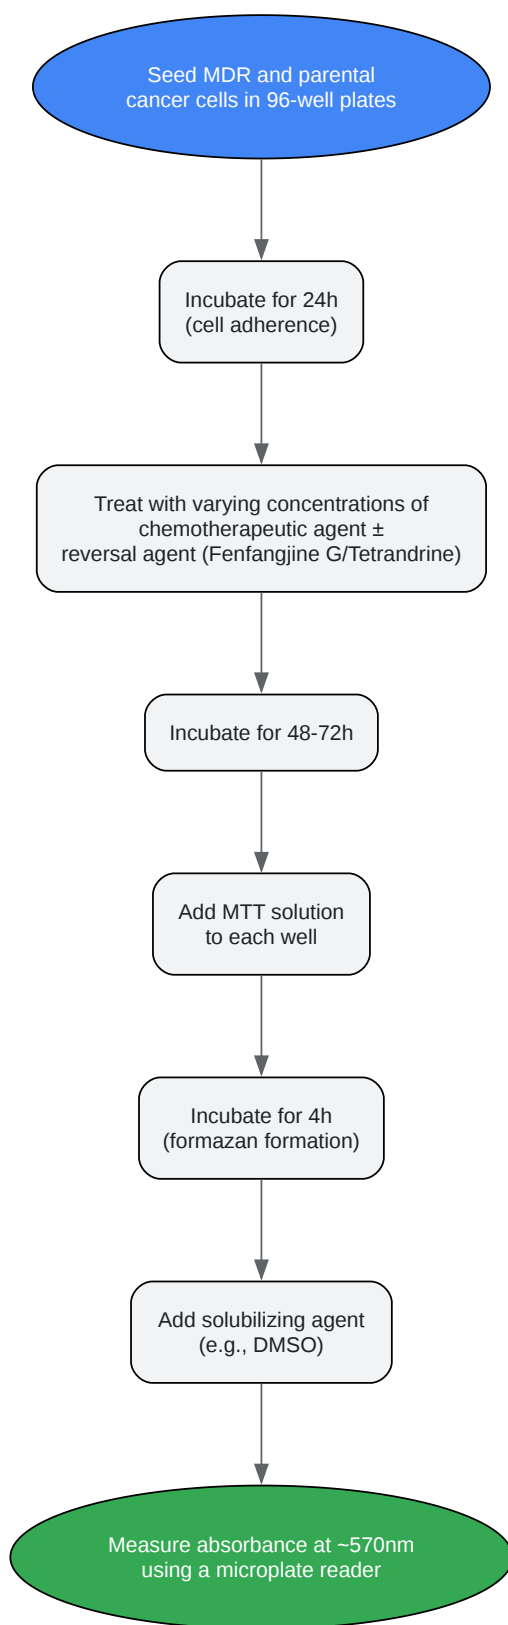 Seed MDR and parental
cancer cells in 96-well plates
Incubate for 24h
(cell adherence)
Treat with varying concentrations of
chemotherapeutic agent ±
reversal agent (Fenfangjine G/Tetrandrine)
Incubate for 48-72h
Add MTT solution
to each well
Incubate for 4h
(formazan formation)
Add solubilizing agent
(e.g., DMSO)
Measure absorbance at ~570nm
using a microplate reader